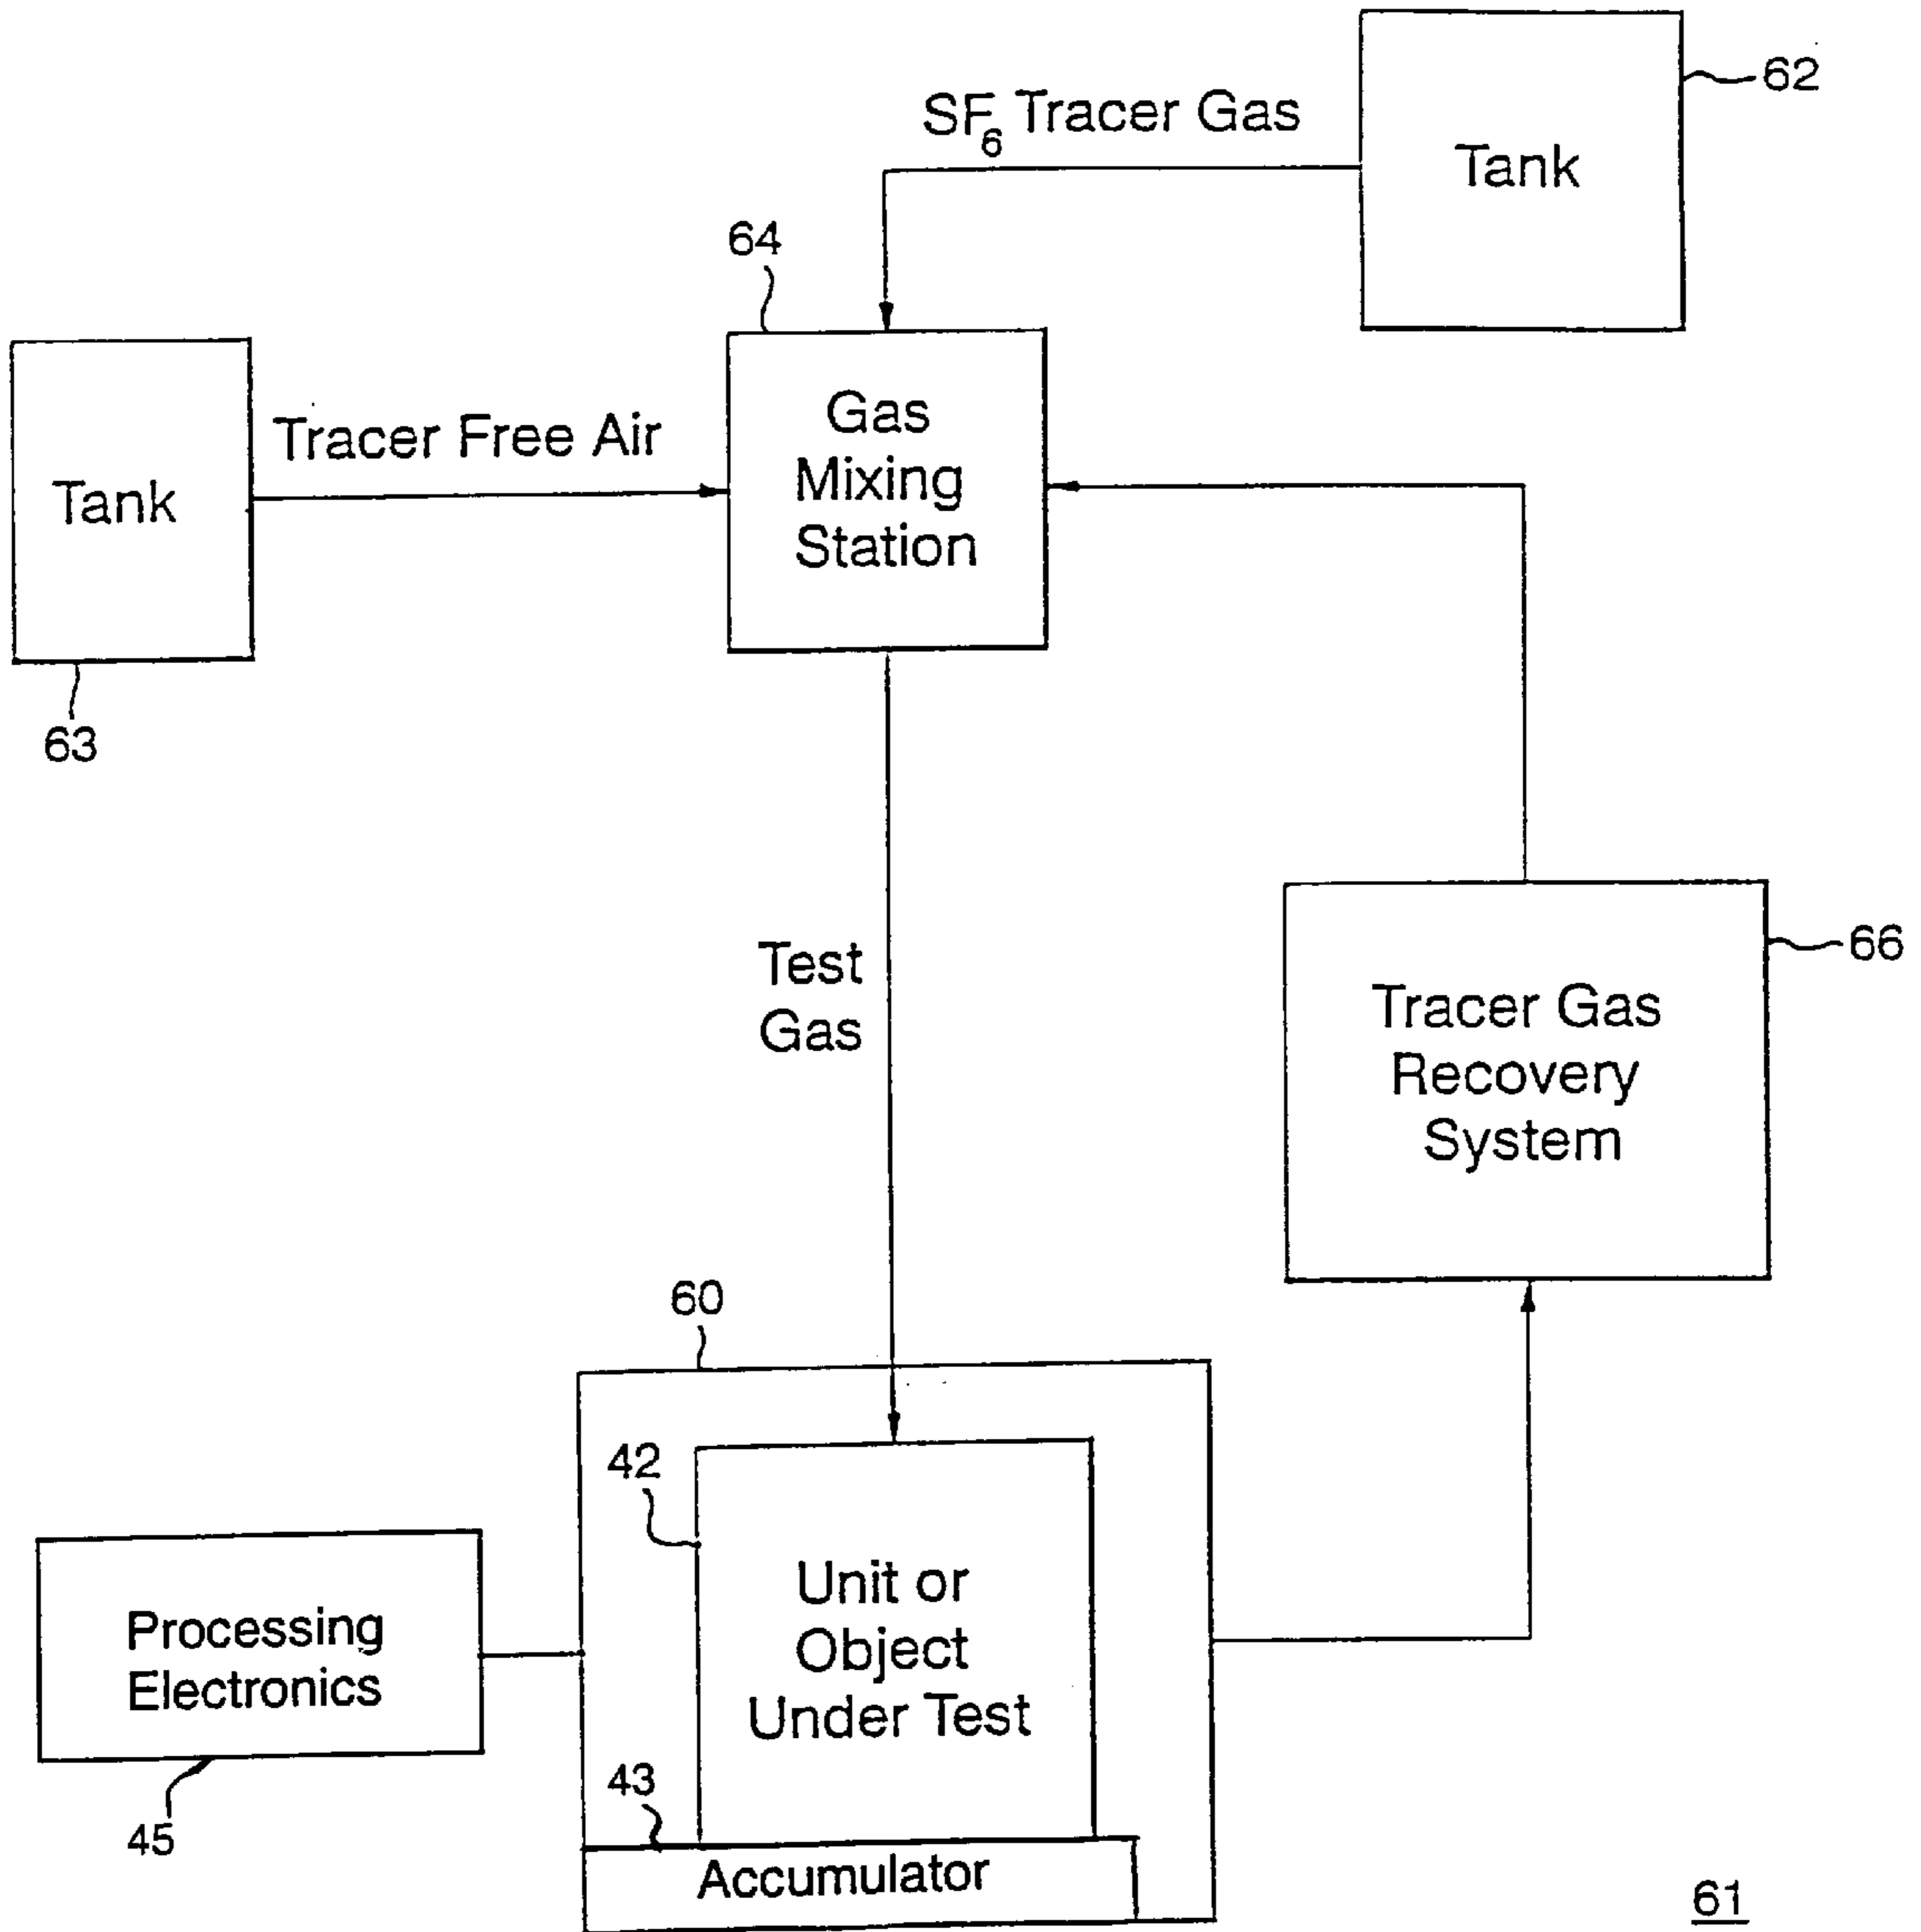 62
SF6 Tracer Gas
Tank
64
Gas
Mixing
Station
Tracer Free Air
Tank
63
Test
Gas
66
Tracer Gas
Recovery
System
60
42
Unit or
Object
Under Test
Processing
Electronics
45
43
Accumulator
61